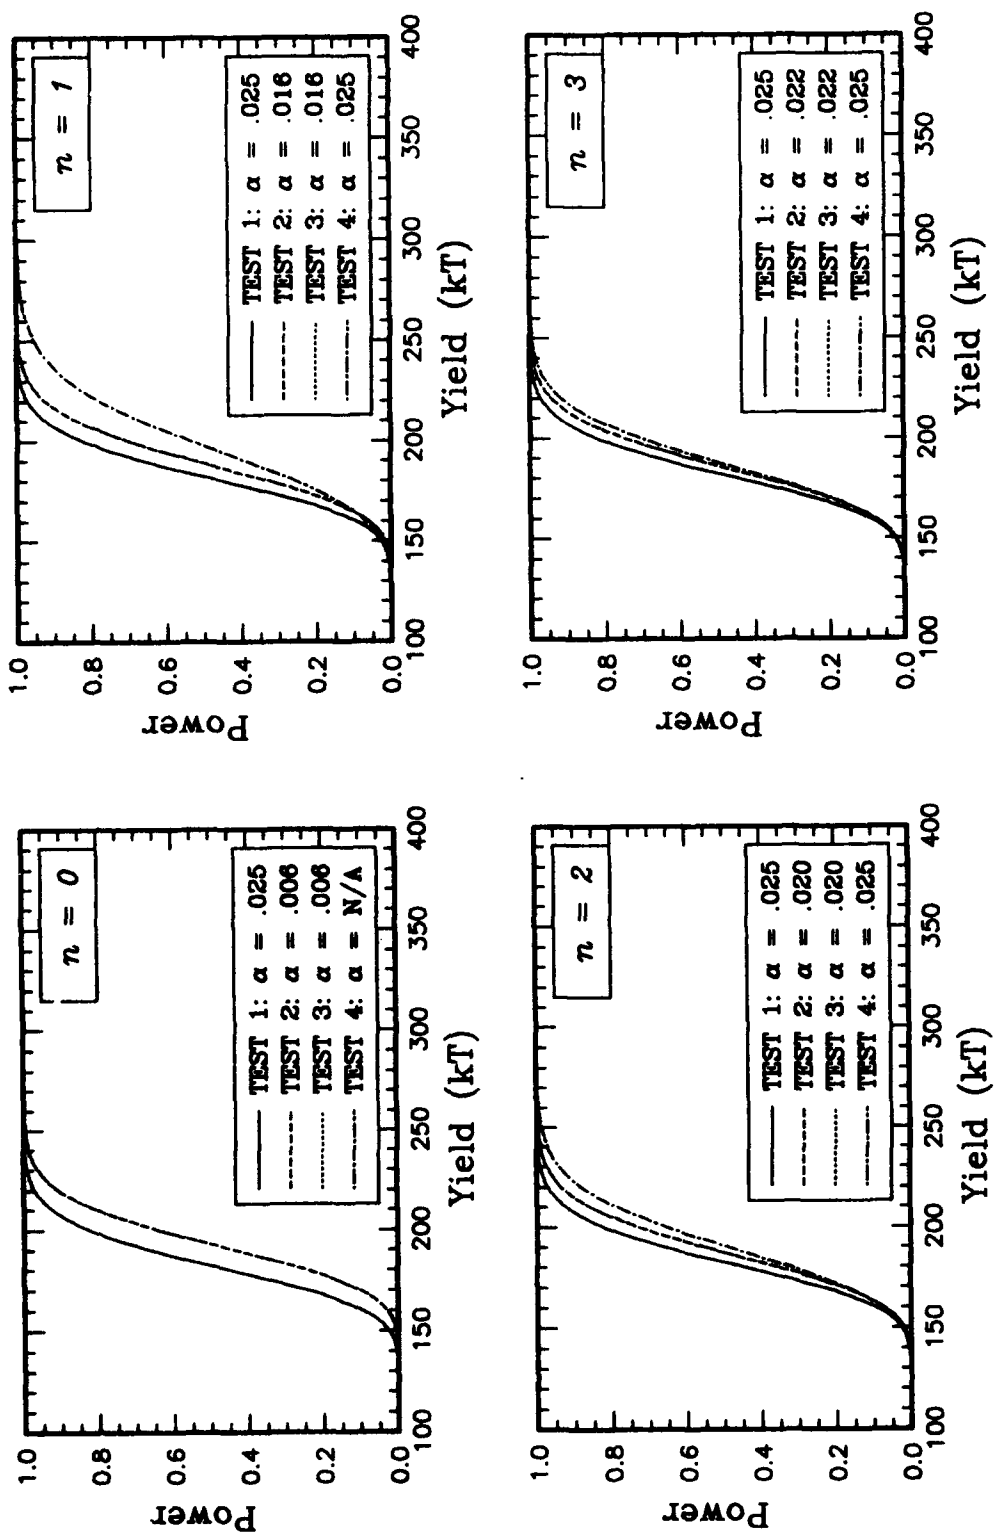 Power
1.0
0.8
0.6
0.4
0.2
0.0
n = 0
TEST 1: α = .025
TEST 2: α = .006
TEST 3: α = .006
TEST 4: α = N/A
100 150 200 250 300 350 400
Yield (kT)
Power
1.0
0.8
0.6
0.4
0.2
0.0
n = 1
TEST 1: α = .025
TEST 2: α = .016
TEST 3: α = .016
TEST 4: α = .025
100 150 200 250 300 350 400
Yield (kT)
Power
1.0
0.8
0.6
0.4
0.2
0.0
n = 2
TEST 1: α = .025
TEST 2: α = .020
TEST 3: α = .020
TEST 4: α = .025
100 150 200 250 300 350 400
Yield (kT)
Power
1.0
0.8
0.6
0.4
0.2
0.0
n = 3
TEST 1: α = .025
TEST 2: α = .022
TEST 3: α = .022
TEST 4: α = .025
100 150 200 250 300 350 400
Yield (kT)